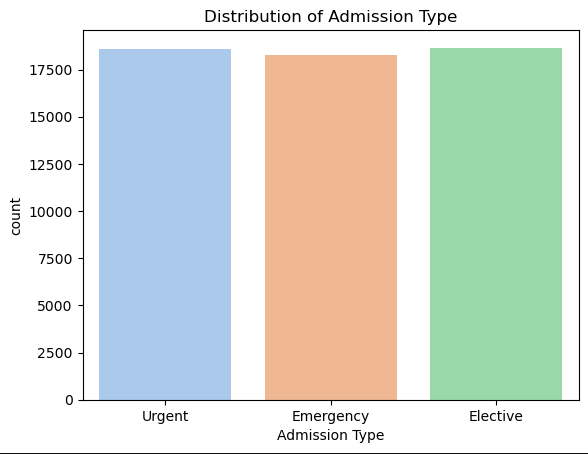 Distribution of Admission Type
17500
15000
12500
10000
7500
5000
2500
0
count
Urgent Emergency Elective
Admission Type